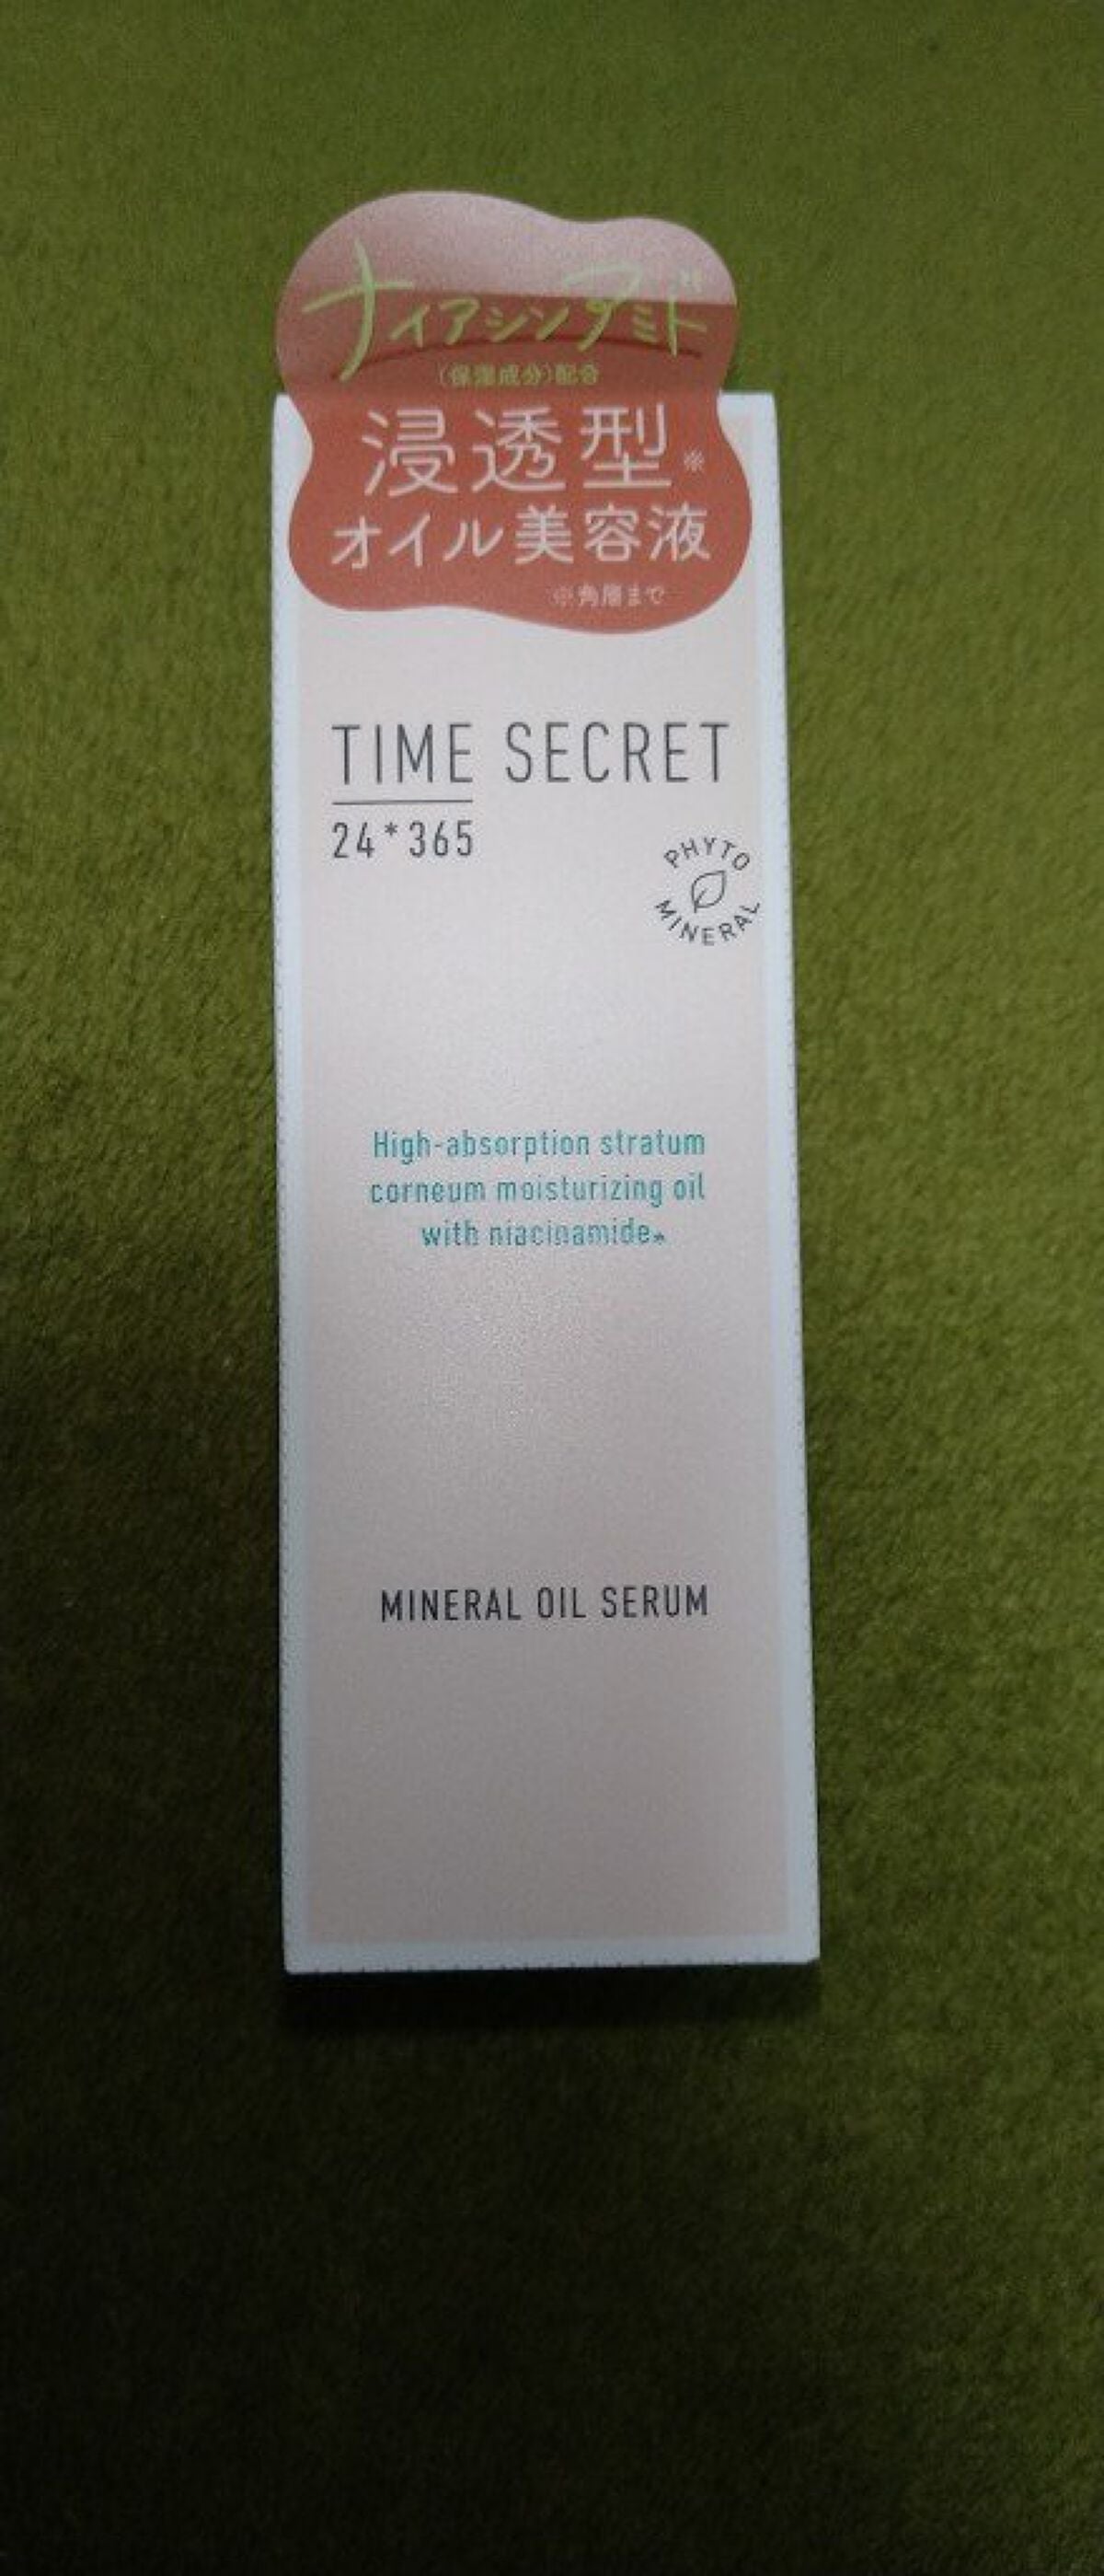 ナイアシンアミド
(保湿成分)配合
浸透型※
オイル美容液
※角層まで
TIME SECRET
24*365
PHYTO
MINERAL
High-absorption stratum
corneum moisturizing oil
with niacinamide*
MINERAL OIL SERUM